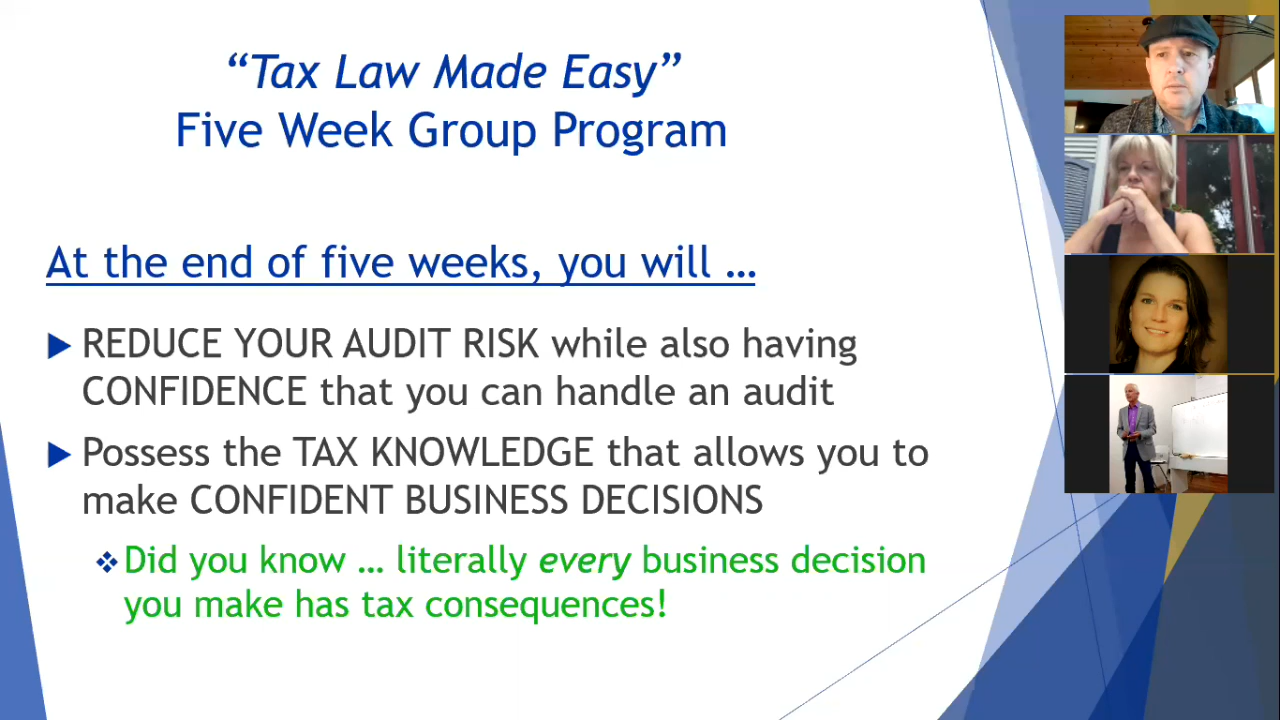 “Tax Law Made Easy”
Five Week Group Program
At the end of five weeks, you will …
REDUCE YOUR AUDIT RISK while also having
CONFIDENCE that you can handle an audit
Possess the TAX KNOWLEDGE that allows you to
make CONFIDENT BUSINESS DECISIONS
Did you know … literally every business decision
you make has tax consequences!